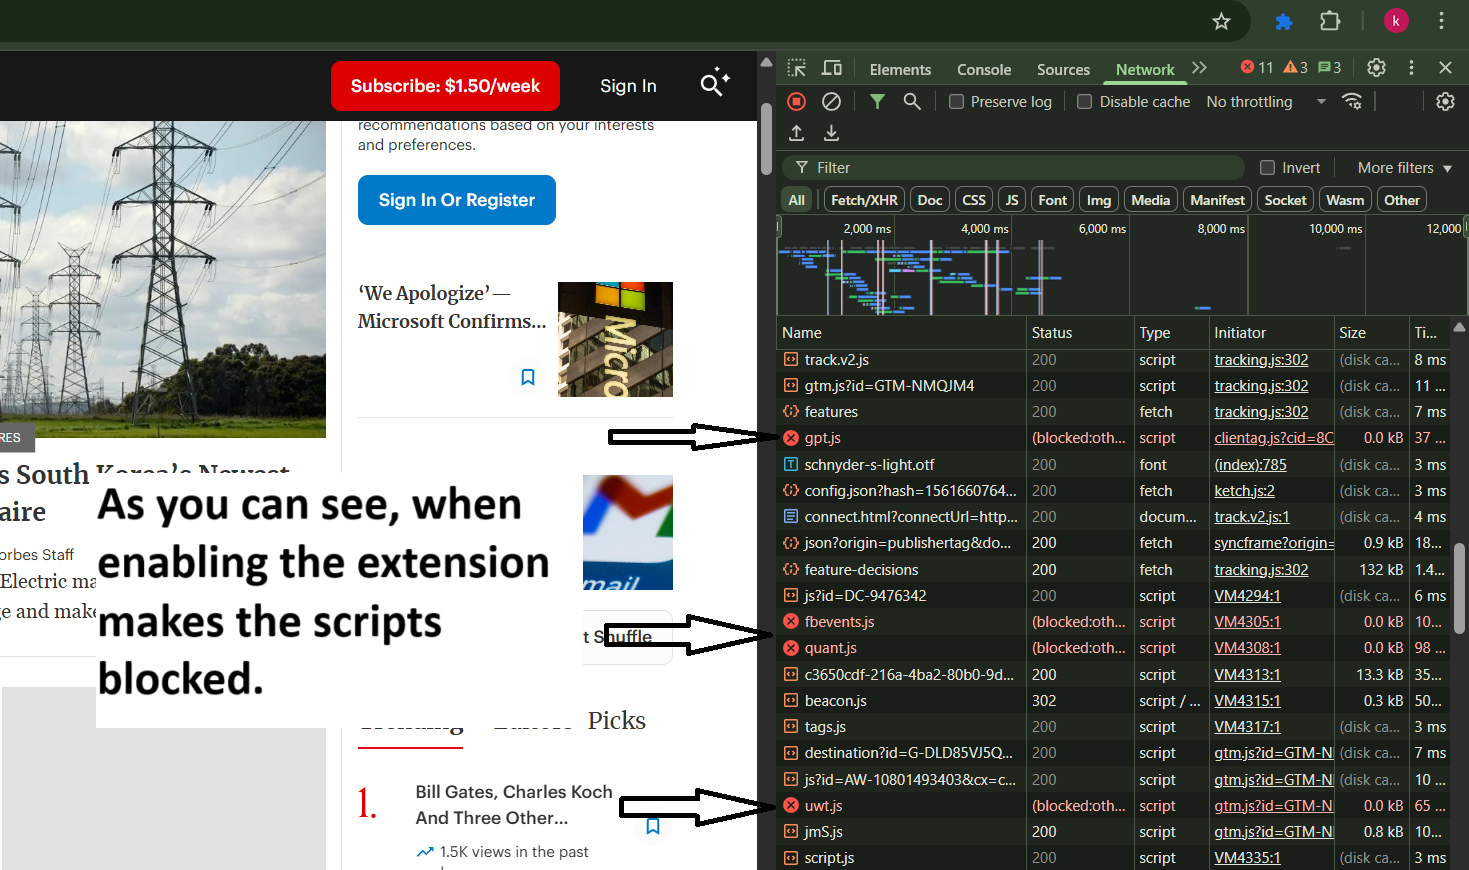 k
Subscribe: $1.50/week
Sign In
recommendations based on your interests
and preferences.
Sign In Or Register
‘We Apologize’—
Microsoft Confirms...
Micro
RES
s South Korea’s Newest
aire
orbes Staff
Electric ma
ge and make
As you can see, when
enabling the extension
makes the scripts
blocked.
mail
t Shuffle
Trending
Editors' Picks
1.
Bill Gates, Charles Koch
And Three Other...
1.5K views in the past
Elements Console Sources Network 11 3 3
Preserve log Disable cache No throttling
Filter Invert More filters
All Fetch/XHR Doc CSS JS Font Img Media Manifest Socket Wasm Other
2,000 ms 4,000 ms 6,000 ms 8,000 ms 10,000 ms 12,000
Name Status Type Initiator Size Ti...
track.v2.js 200 script tracking.js:302 (disk ca... 8 ms
gtm.js?id=GTM-NMQJM4 200 script tracking.js:302 (disk ca... 11 ...
features 200 fetch tracking.js:302 (disk ca... 7 ms
gpt.js (blocked:oth... script clientag.js?cid=8C 0.0 kB 37 ...
schnyder-s-light.otf 200 font (index):785 (disk ca... 3 ms
config.json?hash=1561660764... 200 fetch ketch.js:2 (disk ca... 3 ms
connect.html?connectUrl=http... 200 docum... track.v2.js:1 (disk ca... 4 ms
json?origin=publishertag&do... 200 fetch syncframe?origin= 0.9 kB 18...
feature-decisions 200 fetch tracking.js:302 132 kB 1.4...
js?id=DC-9476342 200 script VM4294:1 (disk ca... 6 ms
fbevents.js (blocked:oth... script VM4305:1 0.0 kB 10...
quant.js (blocked:oth... script VM4308:1 0.0 kB 98 ...
c3650cdf-216a-4ba2-80b0-9d... 200 script VM4313:1 13.3 kB 35...
beacon.js 302 script / ... VM4315:1 0.3 kB 50...
tags.js 200 script VM4317:1 (disk ca... 3 ms
destination?id=G-DLD85VJ5Q... 200 script gtm.js?id=GTM-N (disk ca... 7 ms
js?id=AW-10801493403&cx=c... 200 script gtm.js?id=GTM-N (disk ca... 10 ...
uwt.js (blocked:oth... script gtm.js?id=GTM-N 0.0 kB 65 ...
jmS.js 200 script gtm.js?id=GTM-N 0.8 kB 10...
script.js 200 script VM4335:1 (disk ca... 3 ms